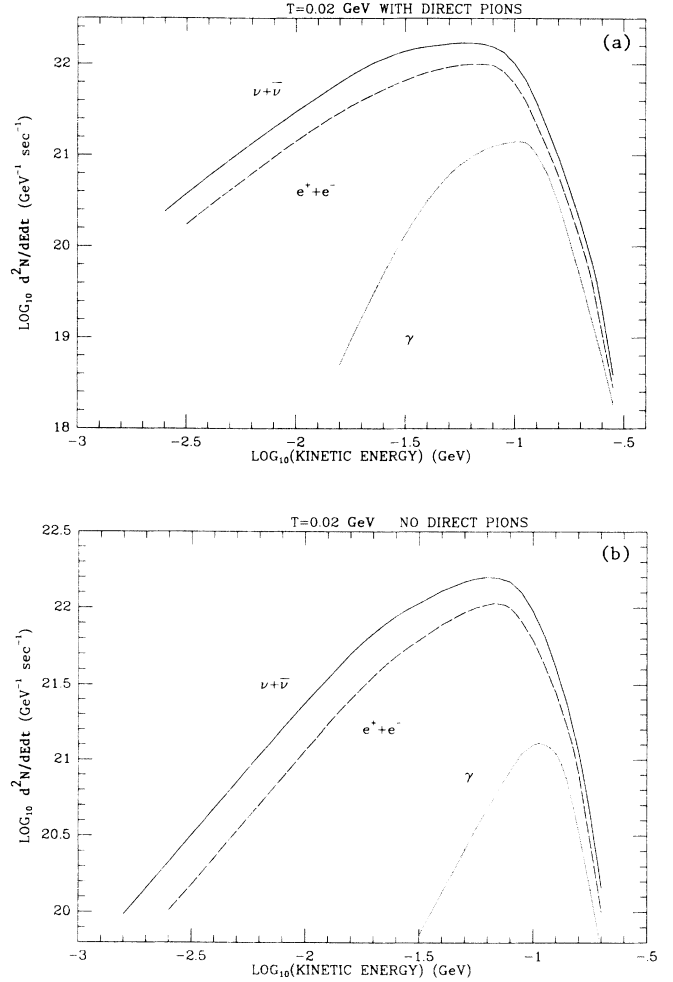 T=0.02 GeV WITH DIRECT PIONS
(a)
22
21
20
19
18
ν+ν̅
e⁺+e⁻
γ
LOG₁₀ d²N/dEdt (GeV⁻¹ sec⁻¹)
-3 -2.5 -2 -1.5 -1 -.5
LOG₁₀(KINETIC ENERGY) (GeV)
T=0.02 GeV NO DIRECT PIONS
(b)
22.5
22
21.5
21
20.5
20
ν+ν̅
e⁺+e⁻
γ
LOG₁₀ d²N/dEdt (GeV⁻¹ sec⁻¹)
-3 -2.5 -2 -1.5 -1 -.5
LOG₁₀(KINETIC ENERGY) (GeV)